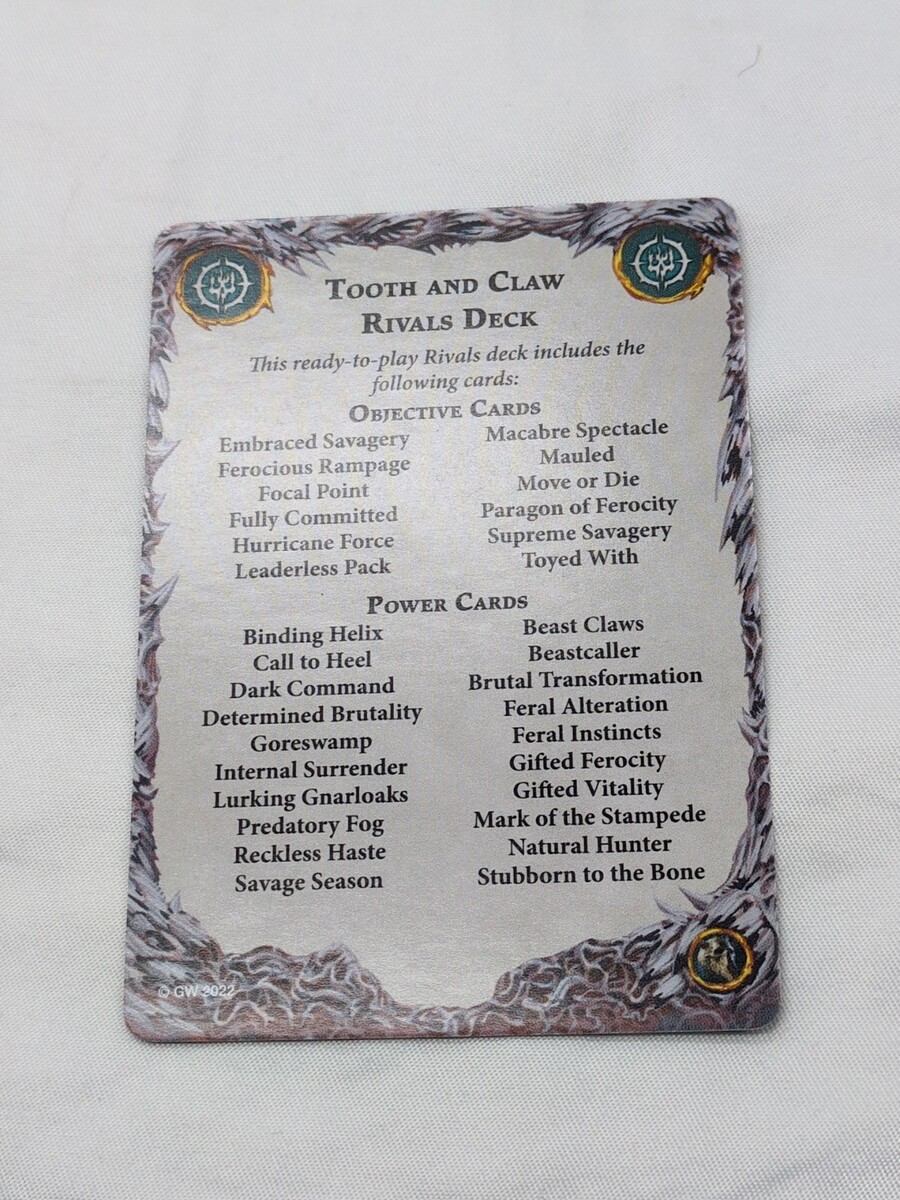 Tooth and Claw
Rivals Deck
This ready-to-play Rivals deck includes the
following cards:
Objective Cards
Embraced Savagery
Ferocious Rampage
Focal Point
Fully Committed
Hurricane Force
Leaderless Pack
Macabre Spectacle
Mauled
Move or Die
Paragon of Ferocity
Supreme Savagery
Toyed With
Power Cards
Binding Helix
Call to Heel
Dark Command
Determined Brutality
Goreswamp
Internal Surrender
Lurking Gnarloaks
Predatory Fog
Reckless Haste
Savage Season
Beast Claws
Beastcaller
Brutal Transformation
Feral Alteration
Feral Instincts
Gifted Ferocity
Gifted Vitality
Mark of the Stampede
Natural Hunter
Stubborn to the Bone
© GW 2022